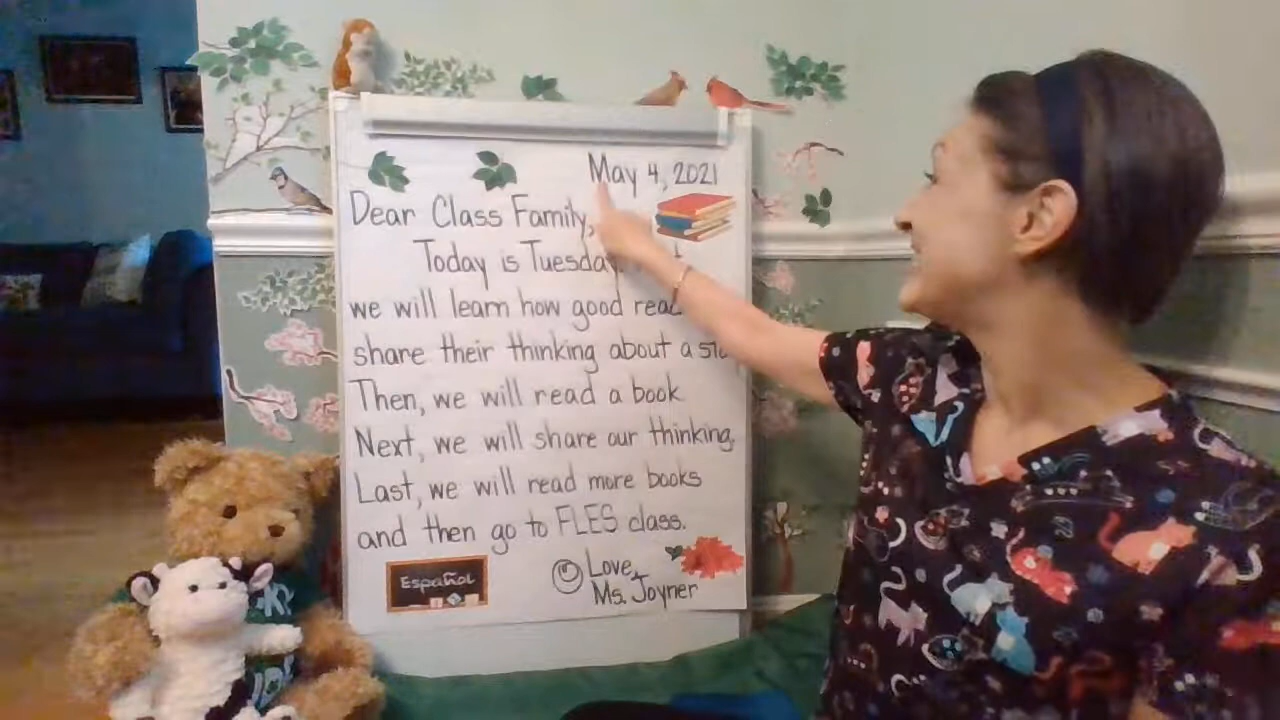 May 4, 2021
Dear Class Family,
Today is Tuesday.
we will learn how good
share their thinking about a
Then, we will read a book
Next, we will share our thinking.
Last, we will read more books
and then go to FLES class.
Español
Love,
Ms. Joyner